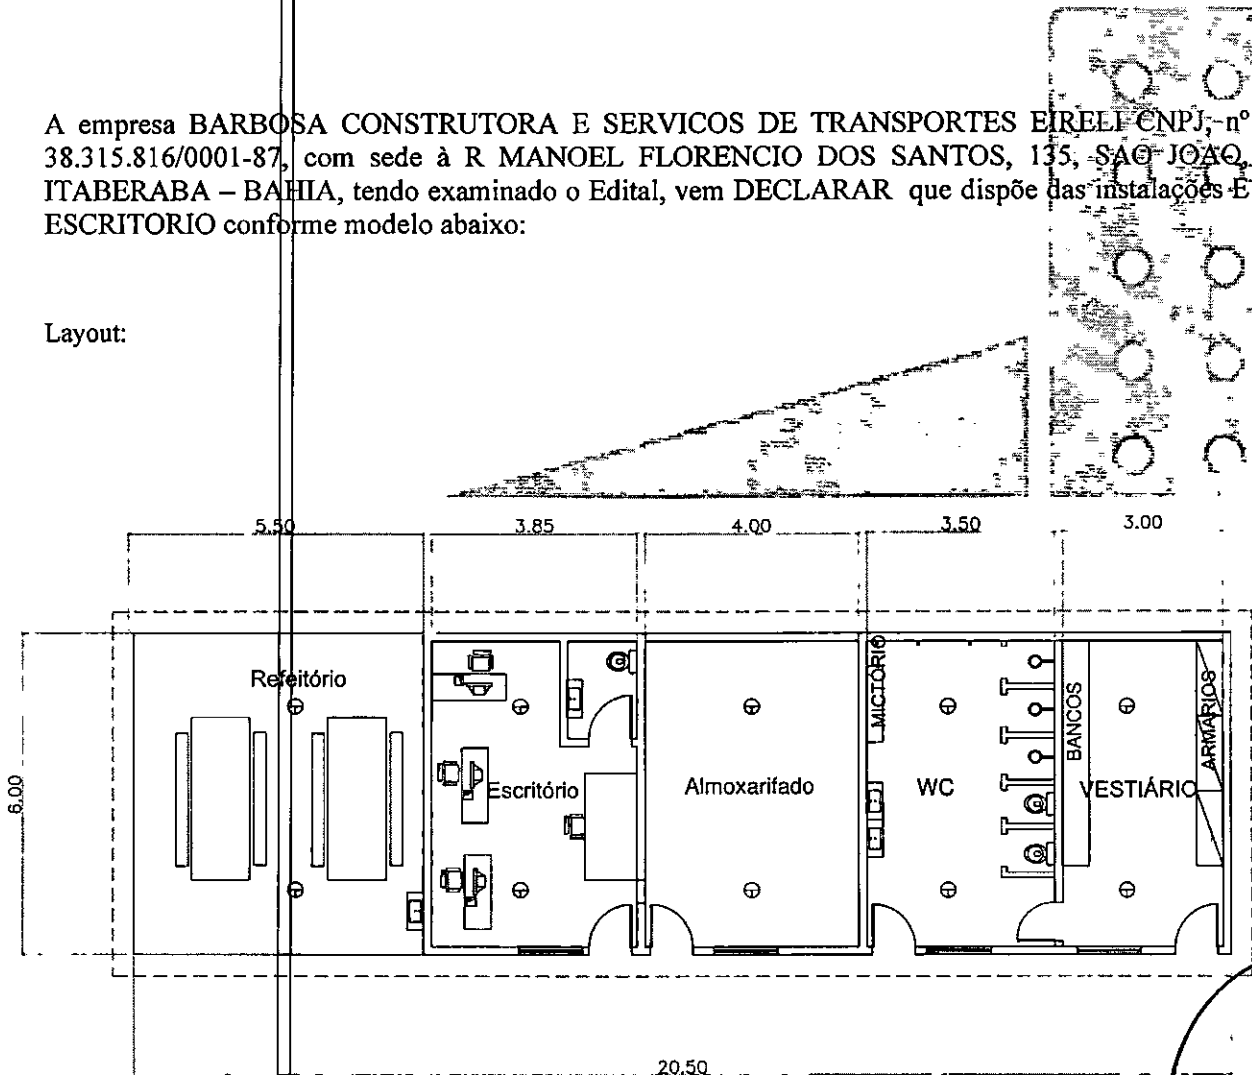 A empresa BARBOSA CONSTRUTORA E SERVICOS DE TRANSPORTES EIRELI CNPJ, nº
38.315.816/0001-87, com sede à R MANOEL FLORENCIO DOS SANTOS, 135, SAO JOAO,
ITABERABA – BAHIA, tendo examinado o Edital, vem DECLARAR que dispõe das instalações E
ESCRITORIO conforme modelo abaixo:
Layout:
5.50 3.85 4.00 3.50 3.00
6.00
Refeitório
Escritório
Almoxarifado
MICTÓRIO
WC
BANCOS
VESTIÁRIO
ARMARIOS
20.50